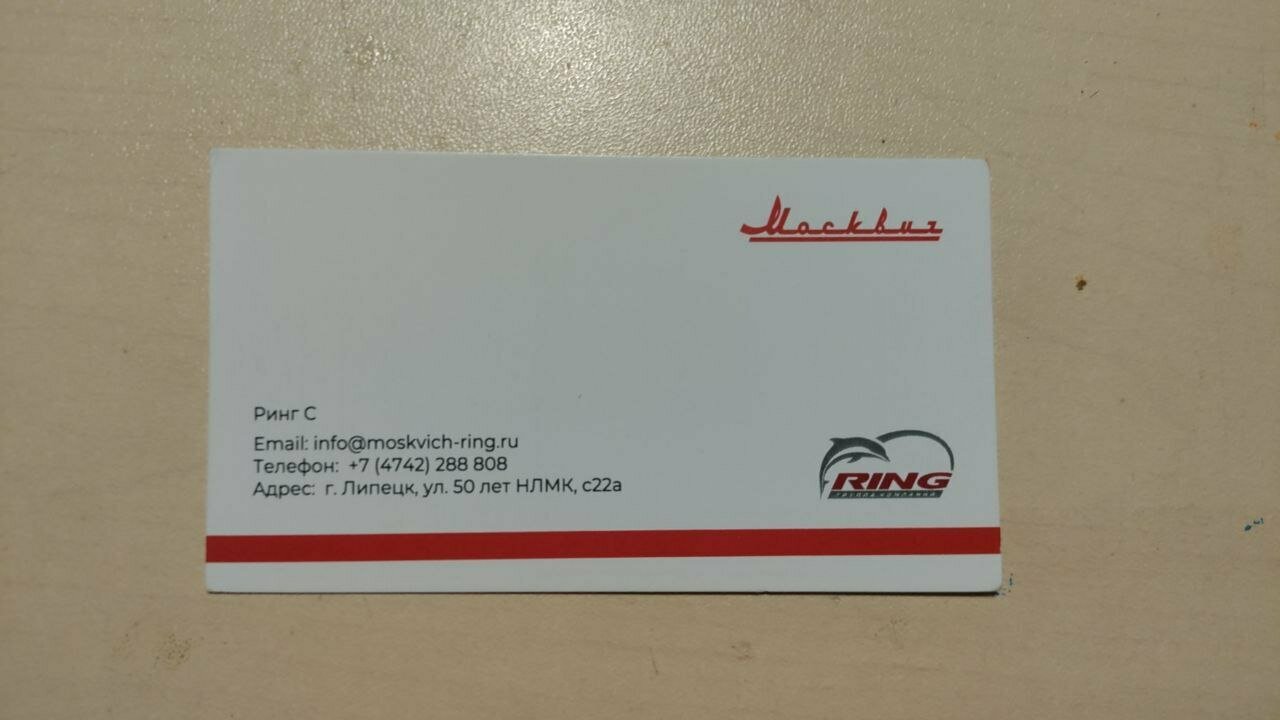 Москвич
Ринг С
Email: info@moskvich-ring.ru
Телефон: +7 (4742) 288 808
Адрес: г. Липецк, ул. 50 лет НЛМК, с22а
RING
ГРУППА КОМПАНИЙ